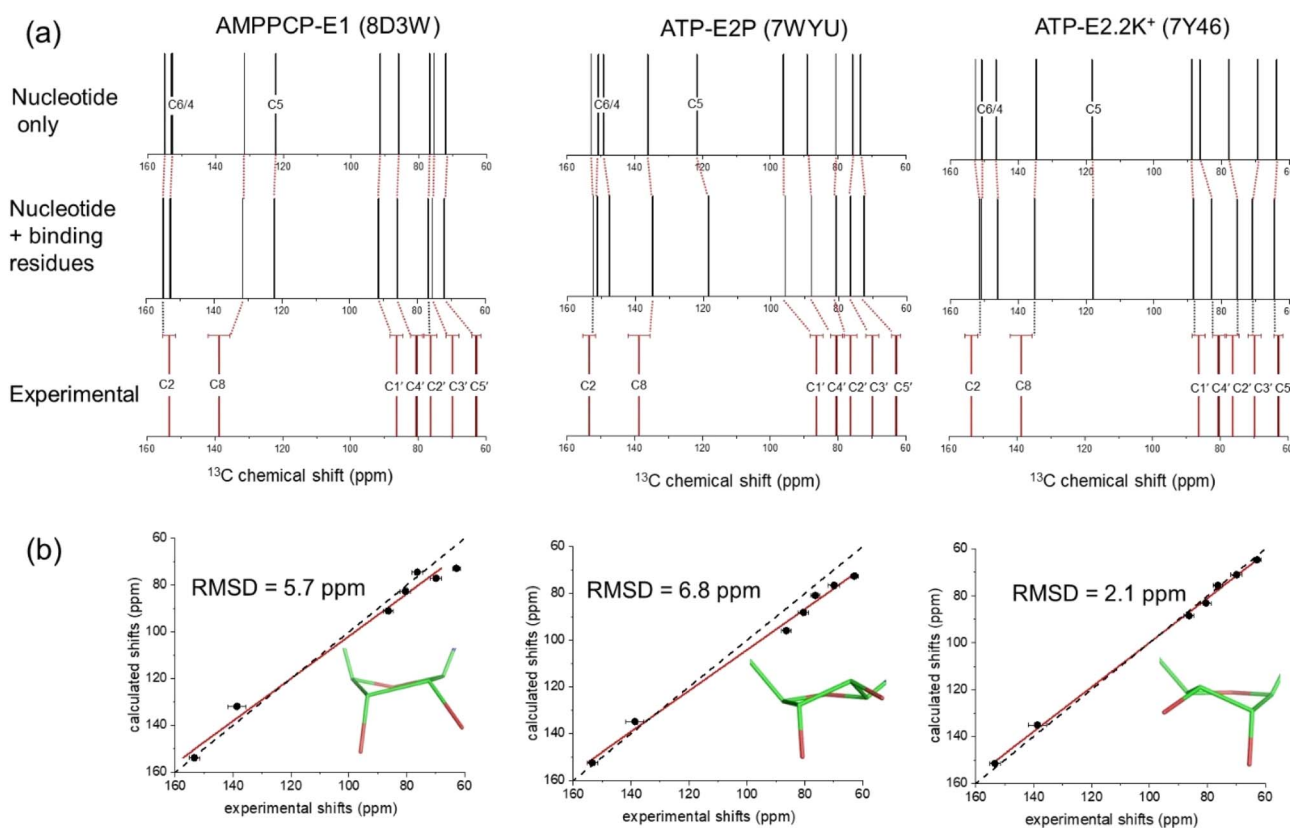 (a)
AMPPCP-E1 (8D3W)
ATP-E2P (7WYU)
ATP-E2.2K⁺ (7Y46)
Nucleotide
only
C6/4
C5
C6/4
C5
C6/4
C5
160 140 120 100 80 60
160 140 120 100 80 60
160 140 120 100 80 60
Nucleotide
+ binding
residues
160 140 120 100 80 60
160 140 120 100 80 60
160 140 120 100 80 60
Experimental
C2 C8 C1′ C4′ C2′ C3′ C5′
C2 C8 C1′ C4′ C2′ C3′ C5′
C2 C8 C1′ C4′ C2′ C3′ C5′
160 140 120 100 80 60
160 140 120 100 80 60
160 140 120 100 80 60
¹³C chemical shift (ppm)
¹³C chemical shift (ppm)
(b)
calculated shifts (ppm)
60
80
100
120
140
160
RMSD = 5.7 ppm
160 140 120 100 80 60
experimental shifts (ppm)
calculated shifts (ppm)
60
80
100
120
140
160
RMSD = 6.8 ppm
160 140 120 100 80 60
experimental shifts (ppm)
calculated shifts (ppm)
60
80
100
120
140
160
RMSD = 2.1 ppm
160 140 120 100 80 60
experimental shifts (ppm)